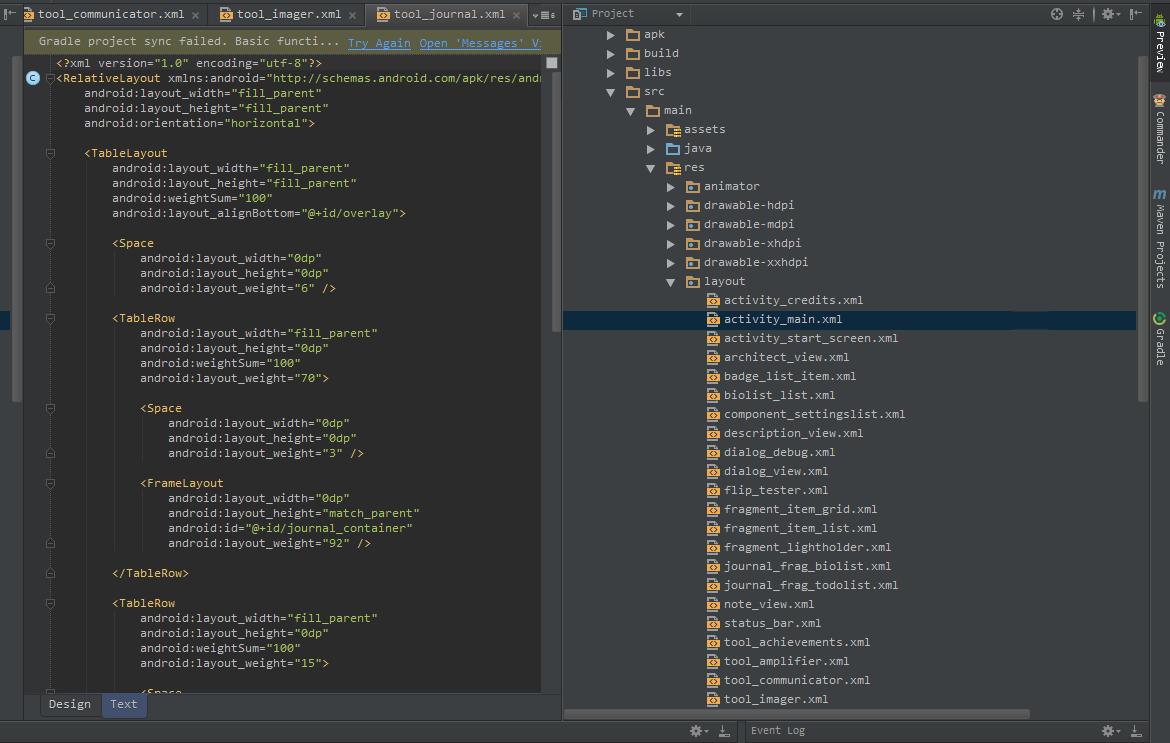 tool_communicator.xml
tool_imager.xml
tool_journal.xml
6
Gradle project sync failed. Basic functi... Try Again Open 'Messages' Vi
<?xml version="1.0" encoding="utf-8"?>
C
<RelativeLayout xmlns:android="http://schemas.android.com/apk/res/and
android:layout_width="fill_parent"
android:layout_height="fill_parent"
android:orientation="horizontal">
<TableLayout
android:layout_width="fill_parent"
android:layout_height="fill_parent"
android:weightSum="100"
android:layout_alignBottom="@+id/overlay">
<Space
android:layout_width="0dp"
android:layout_height="0dp"
android:layout_weight="6" />
<TableRow
android:layout_width="fill_parent"
android:layout_height="0dp"
android:weightSum="100"
android:layout_weight="70">
<Space
android:layout_width="0dp"
android:layout_height="0dp"
android:layout_weight="3" />
<FrameLayout
android:layout_width="0dp"
android:layout_height="match_parent"
android:id="@+id/journal_container"
android:layout_weight="92" />
</TableRow>
<TableRow
android:layout_width="fill_parent"
android:layout_height="0dp"
android:weightSum="100"
android:layout_weight="15">
<Space
Design
Text
Project
apk
build
libs
src
main
assets
java
res
animator
drawable-hdpi
drawable-mdpi
drawable-xhdpi
drawable-xxhdpi
layout
activity_credits.xml
activity_main.xml
activity_start_screen.xml
architect_view.xml
badge_list_item.xml
biolist_list.xml
component_settingslist.xml
description_view.xml
dialog_debug.xml
dialog_view.xml
flip_tester.xml
fragment_item_grid.xml
fragment_item_list.xml
fragment_lightholder.xml
journal_frag_biolist.xml
journal_frag_todolist.xml
note_view.xml
status_bar.xml
tool_achievements.xml
tool_amplifier.xml
tool_communicator.xml
tool_imager.xml
Event Log
Preview
Commander
m
Maven Projects
Gradle